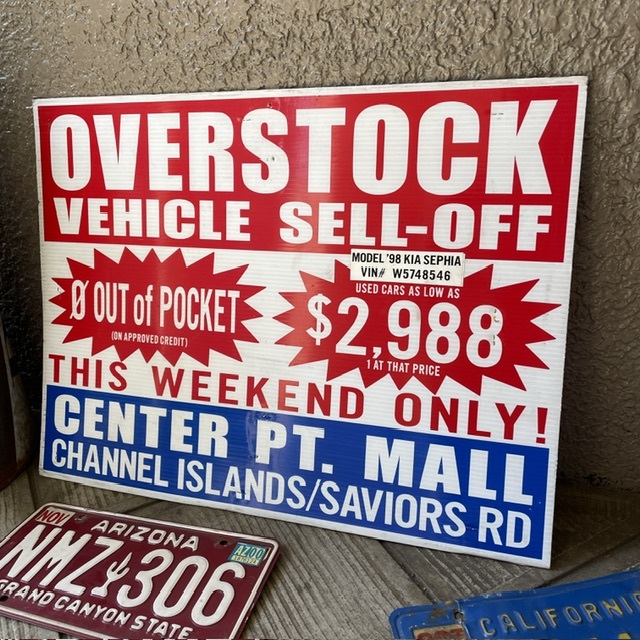 OVERSTOCK
VEHICLE SELL-OFF
MODEL '98 KIA SEPHIA
VIN# W5748546
Ø OUT of POCKET
(ON APPROVED CREDIT)
USED CARS AS LOW AS
$2,988
1 AT THAT PRICE
THIS WEEKEND ONLY!
CENTER PT. MALL
CHANNEL ISLANDS/SAVIORS RD
NOV
ARIZONA
NMZ 306
GRAND CANYON STATE
CALIFORNIA